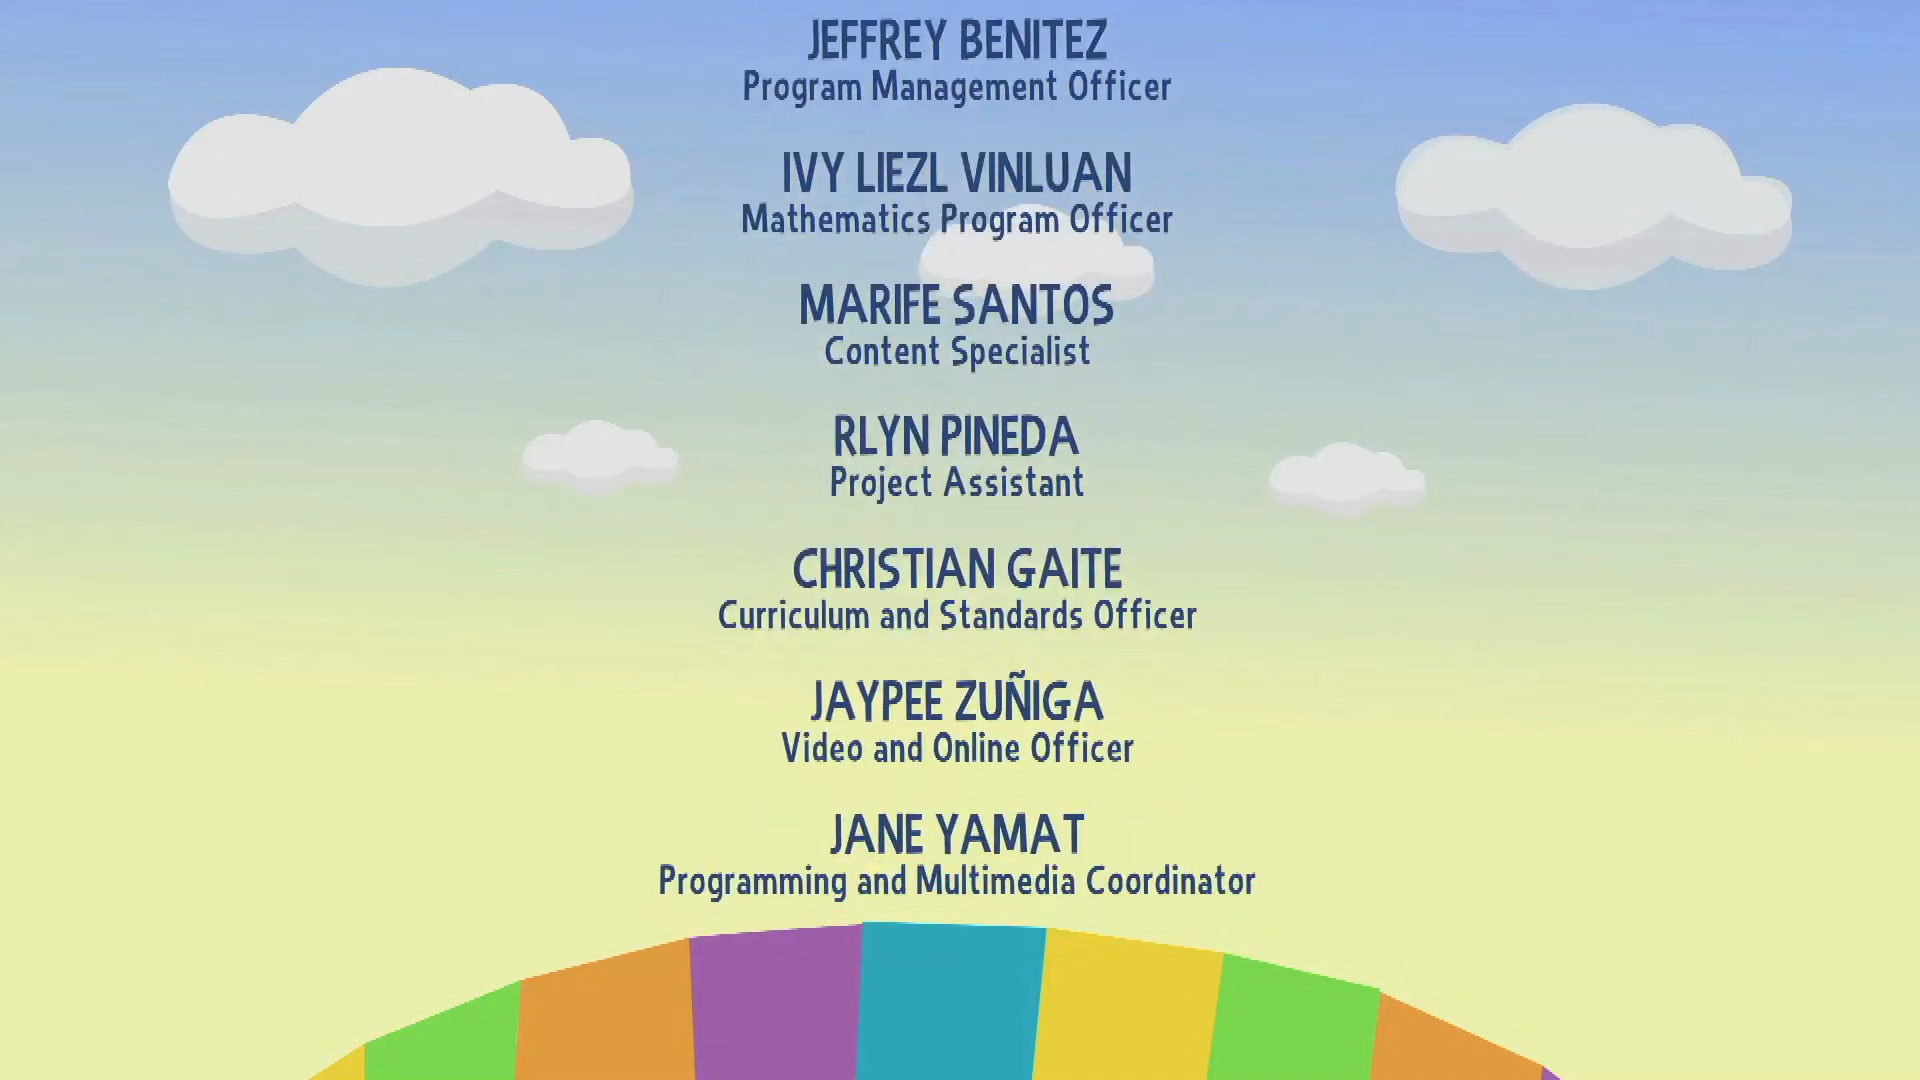 JEFFREY BENITEZ
Program Management Officer
IVY LIEZL VINLUAN
Mathematics Program Officer
MARIFE SANTOS
Content Specialist
RLYN PINEDA
Project Assistant
CHRISTIAN GAITE
Curriculum and Standards Officer
JAYPEE ZUÑIGA
Video and Online Officer
JANE YAMAT
Programming and Multimedia Coordinator